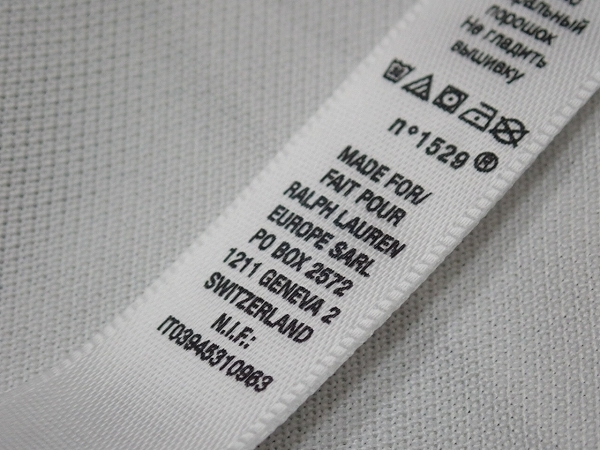 порошок
Не гладить
вышивку
n°1529®
MADE FOR/
FAIT POUR
RALPH LAUREN
EUROPE SARL
PO BOX 2572
1211 GENEVA 2
SWITZERLAND
N.I.F.:
IT03945310963